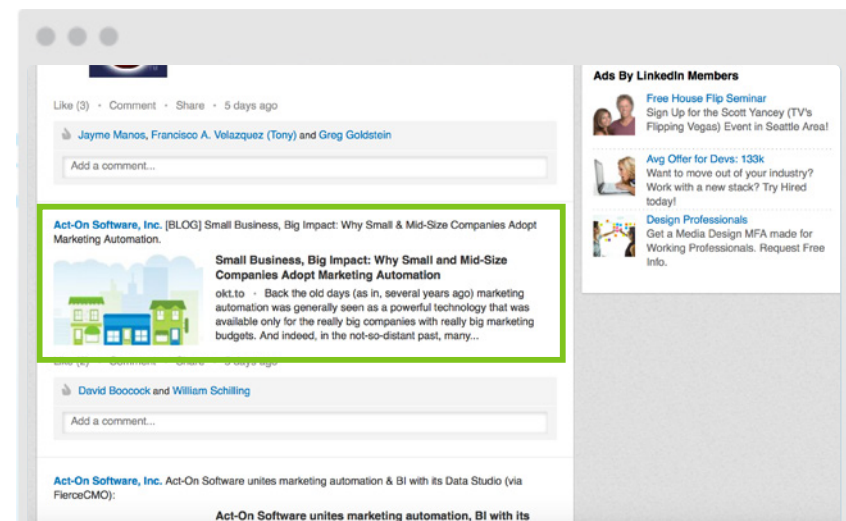 Like (3) · Comment · Share · 5 days ago
Jayme Manos, Francisco A. Velazquez (Tony) and Greg Goldstein
Add a comment...
Act-On Software, Inc. [BLOG] Small Business, Big Impact: Why Small & Mid-Size Companies Adopt
Marketing Automation.
Small Business, Big Impact: Why Small and Mid-Size
Companies Adopt Marketing Automation
okt.to · Back the old days (as in, several years ago) marketing
automation was generally seen as a powerful technology that was
available only for the really big companies with really big marketing
budgets. And indeed, in the not-so-distant past, many...
Like (2) · Comment · Share · 5 days ago
David Boocock and William Schilling
Add a comment...
Act-On Software, Inc. Act-On Software unites marketing automation & BI with its Data Studio (via
FierceCMO):
Act-On Software unites marketing automation, BI with its
Ads By LinkedIn Members
Free House Flip Seminar
Sign Up for the Scott Yancey (TV's
Flipping Vegas) Event in Seattle Area!
Avg Offer for Devs: 133k
Want to move out of your industry?
Work with a new stack? Try Hired
today!
Design Professionals
Get a Media Design MFA made for
Working Professionals. Request Free
Info.